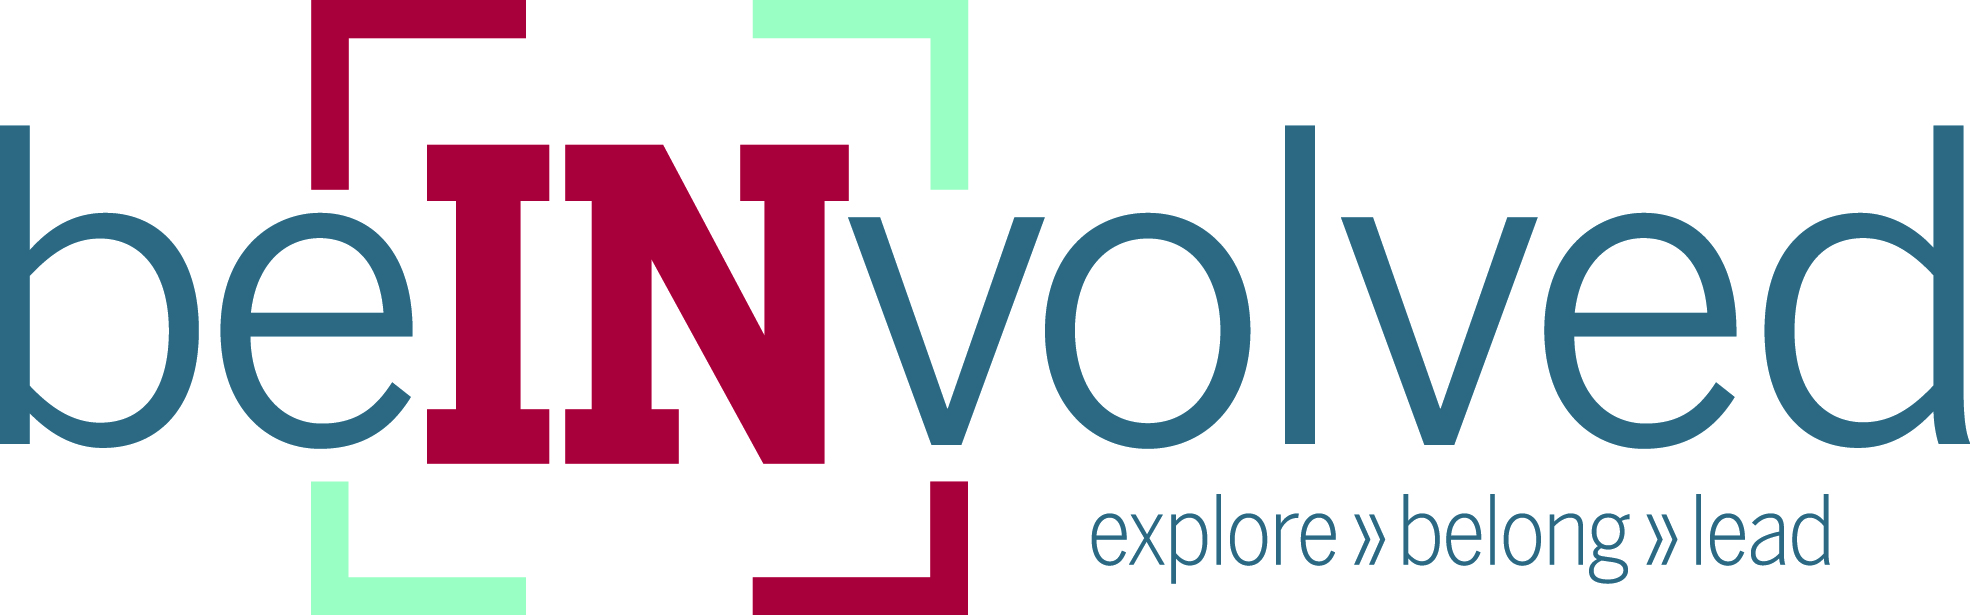 beINvolved
explore » belong » lead